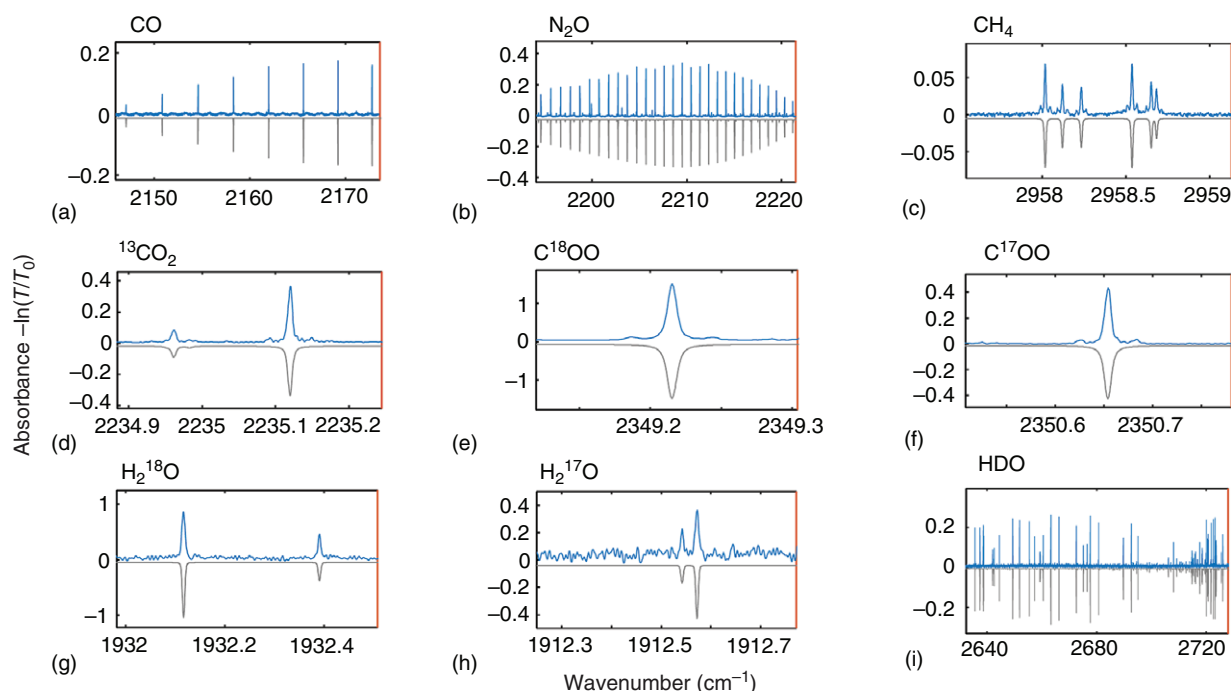 CO
0.2
0
–0.2
2150 2160 2170
(a)
N₂O
0.4
0.2
0
–0.2
–0.4
2200 2210 2220
(b)
CH₄
0.05
0
–0.05
2958 2958.5 2959
(c)
Absorbance –ln(T/T₀)
¹³CO₂
0.4
0.2
0
–0.2
–0.4
2234.9 2235 2235.1 2235.2
(d)
C¹⁸OO
1
0
–1
2349.2 2349.3
(e)
C¹⁷OO
0.4
0.2
0
–0.2
–0.4
2350.6 2350.7
(f)
H₂¹⁸O
1
0
–1
1932 1932.2 1932.4
(g)
H₂¹⁷O
0.4
0.2
0
–0.2
–0.4
1912.3 1912.5 1912.7
(h)
HDO
0.2
0
–0.2
2640 2680 2720
(i)
Wavenumber (cm⁻¹)